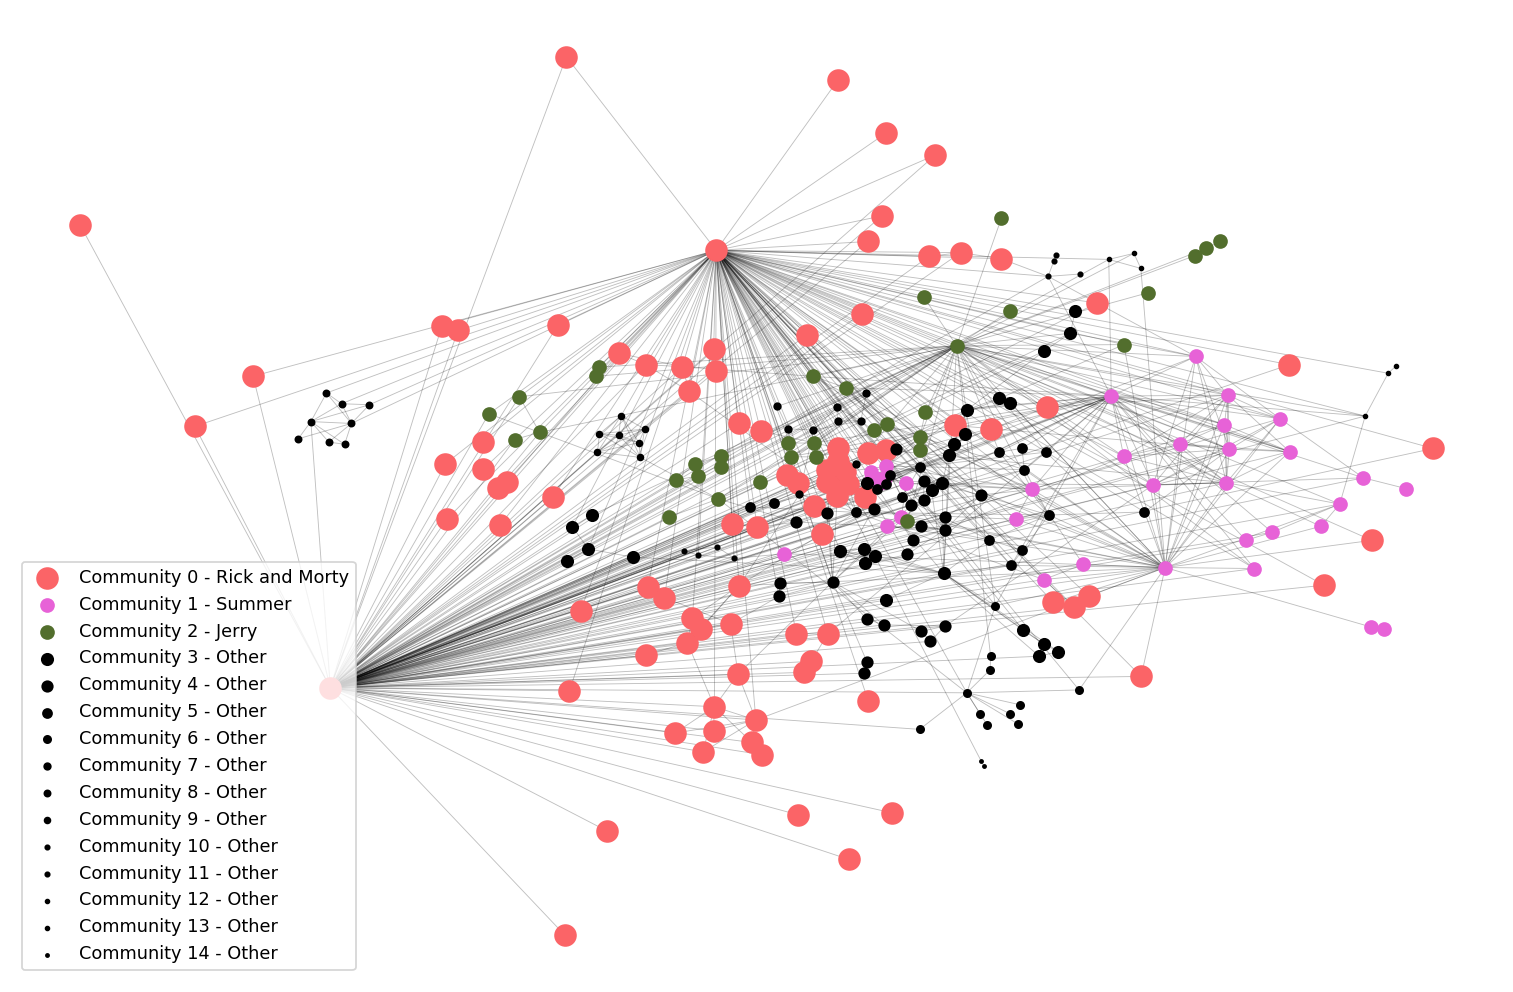 Community 0 - Rick and Morty
Community 1 - Summer
Community 2 - Jerry
Community 3 - Other
Community 4 - Other
Community 5 - Other
Community 6 - Other
Community 7 - Other
Community 8 - Other
Community 9 - Other
Community 10 - Other
Community 11 - Other
Community 12 - Other
Community 13 - Other
Community 14 - Other